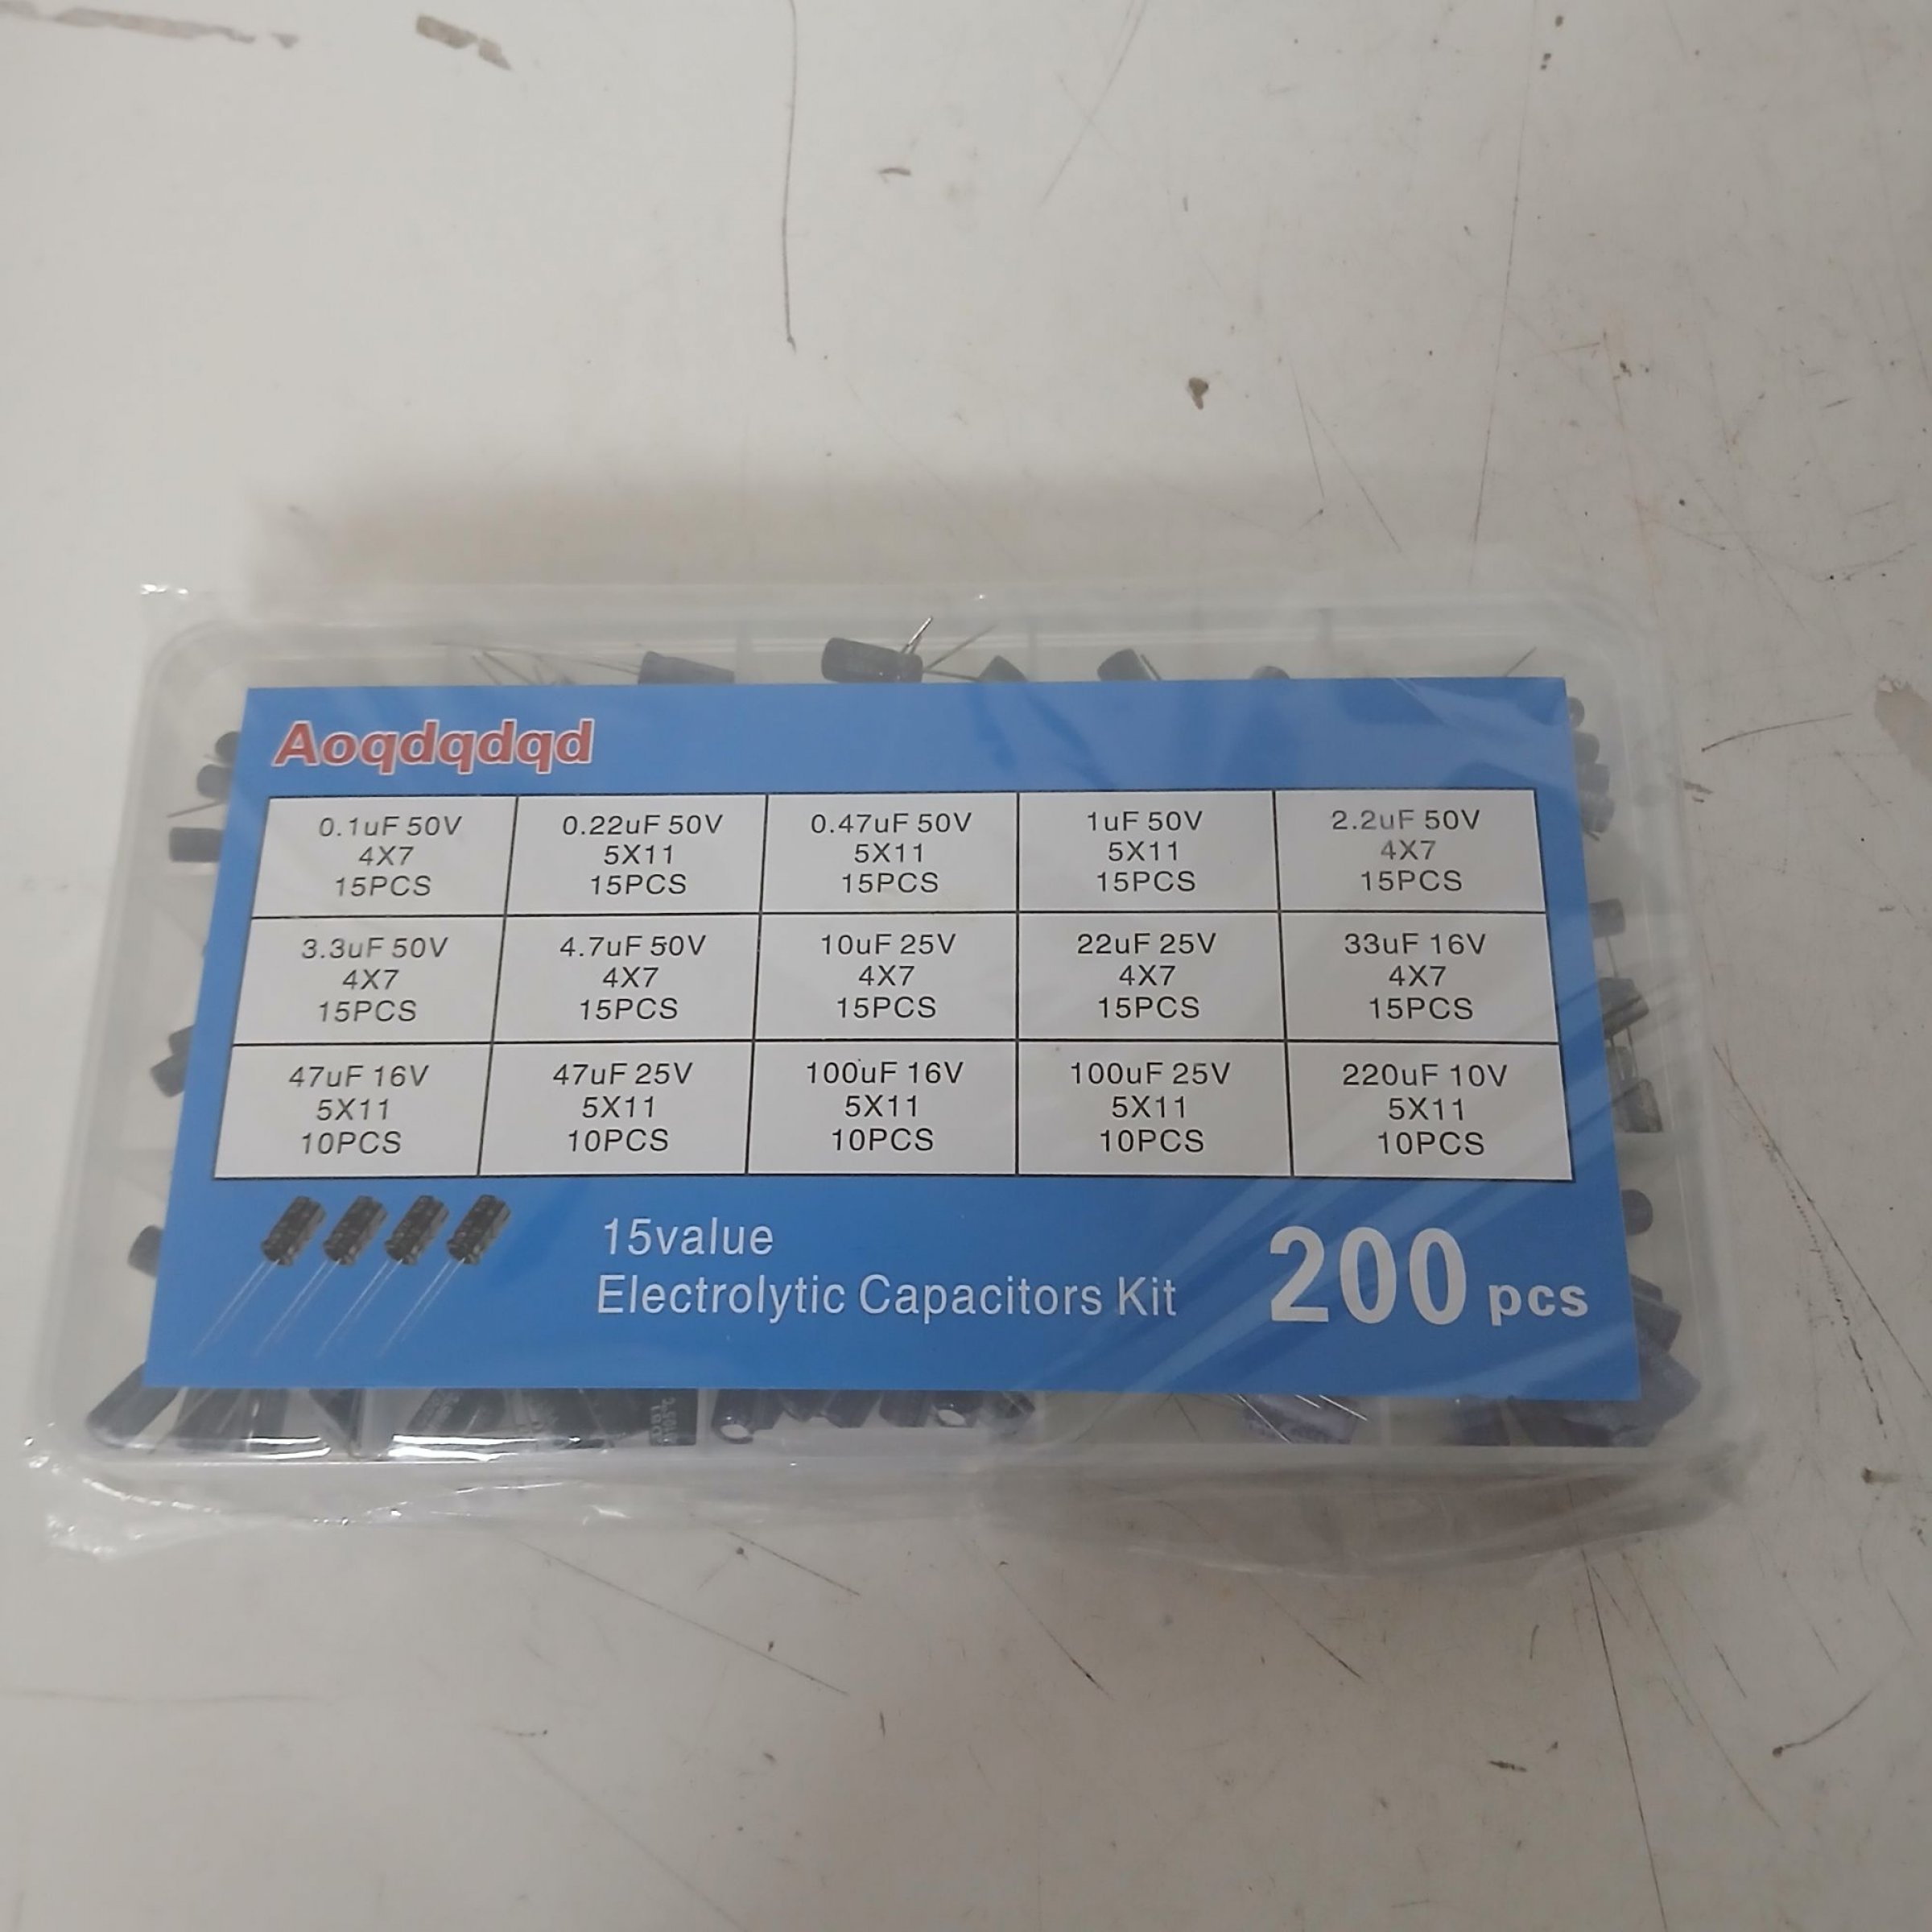 Aoqdqdqd
0.1uF 50V
4X7
15PCS
0.22uF 50V
5X11
15PCS
0.47uF 50V
5X11
15PCS
1uF 50V
5X11
15PCS
2.2uF 50V
4X7
15PCS
3.3uF 50V
4X7
15PCS
4.7uF 50V
4X7
15PCS
10uF 25V
4X7
15PCS
22uF 25V
4X7
15PCS
33uF 16V
4X7
15PCS
47uF 16V
5X11
10PCS
47uF 25V
5X11
10PCS
100uF 16V
5X11
10PCS
100uF 25V
5X11
10PCS
220uF 10V
5X11
10PCS
15value
Electrolytic Capacitors Kit
200 pcs